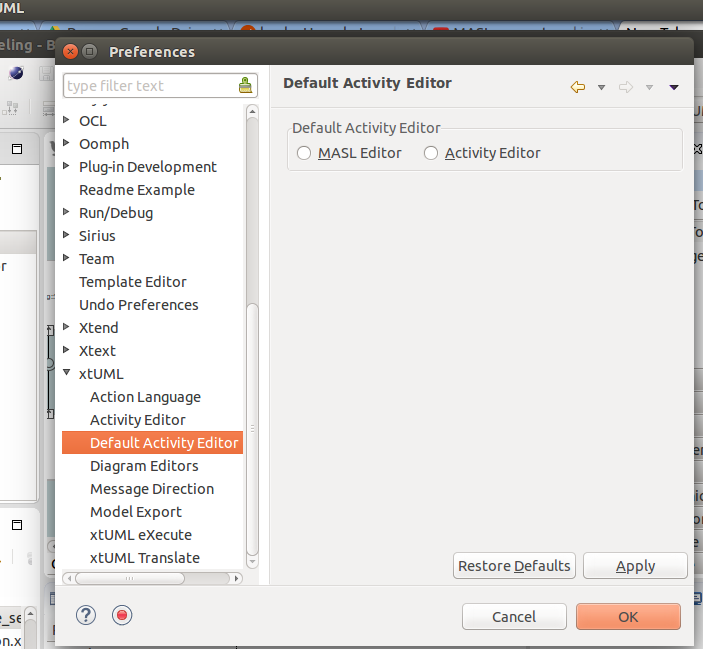 UML
eling - B
Preferences
type filter text
OCL
Oomph
Plug-in Development
Readme Example
Run/Debug
Sirius
Team
Template Editor
Undo Preferences
Xtend
Xtext
xtUML
Action Language
Activity Editor
Default Activity Editor
Diagram Editors
Message Direction
Model Export
xtUML eXecute
xtUML Translate
Default Activity Editor
Default Activity Editor
MASL Editor Activity Editor
Restore Defaults Apply
Cancel OK
e_se
on.x